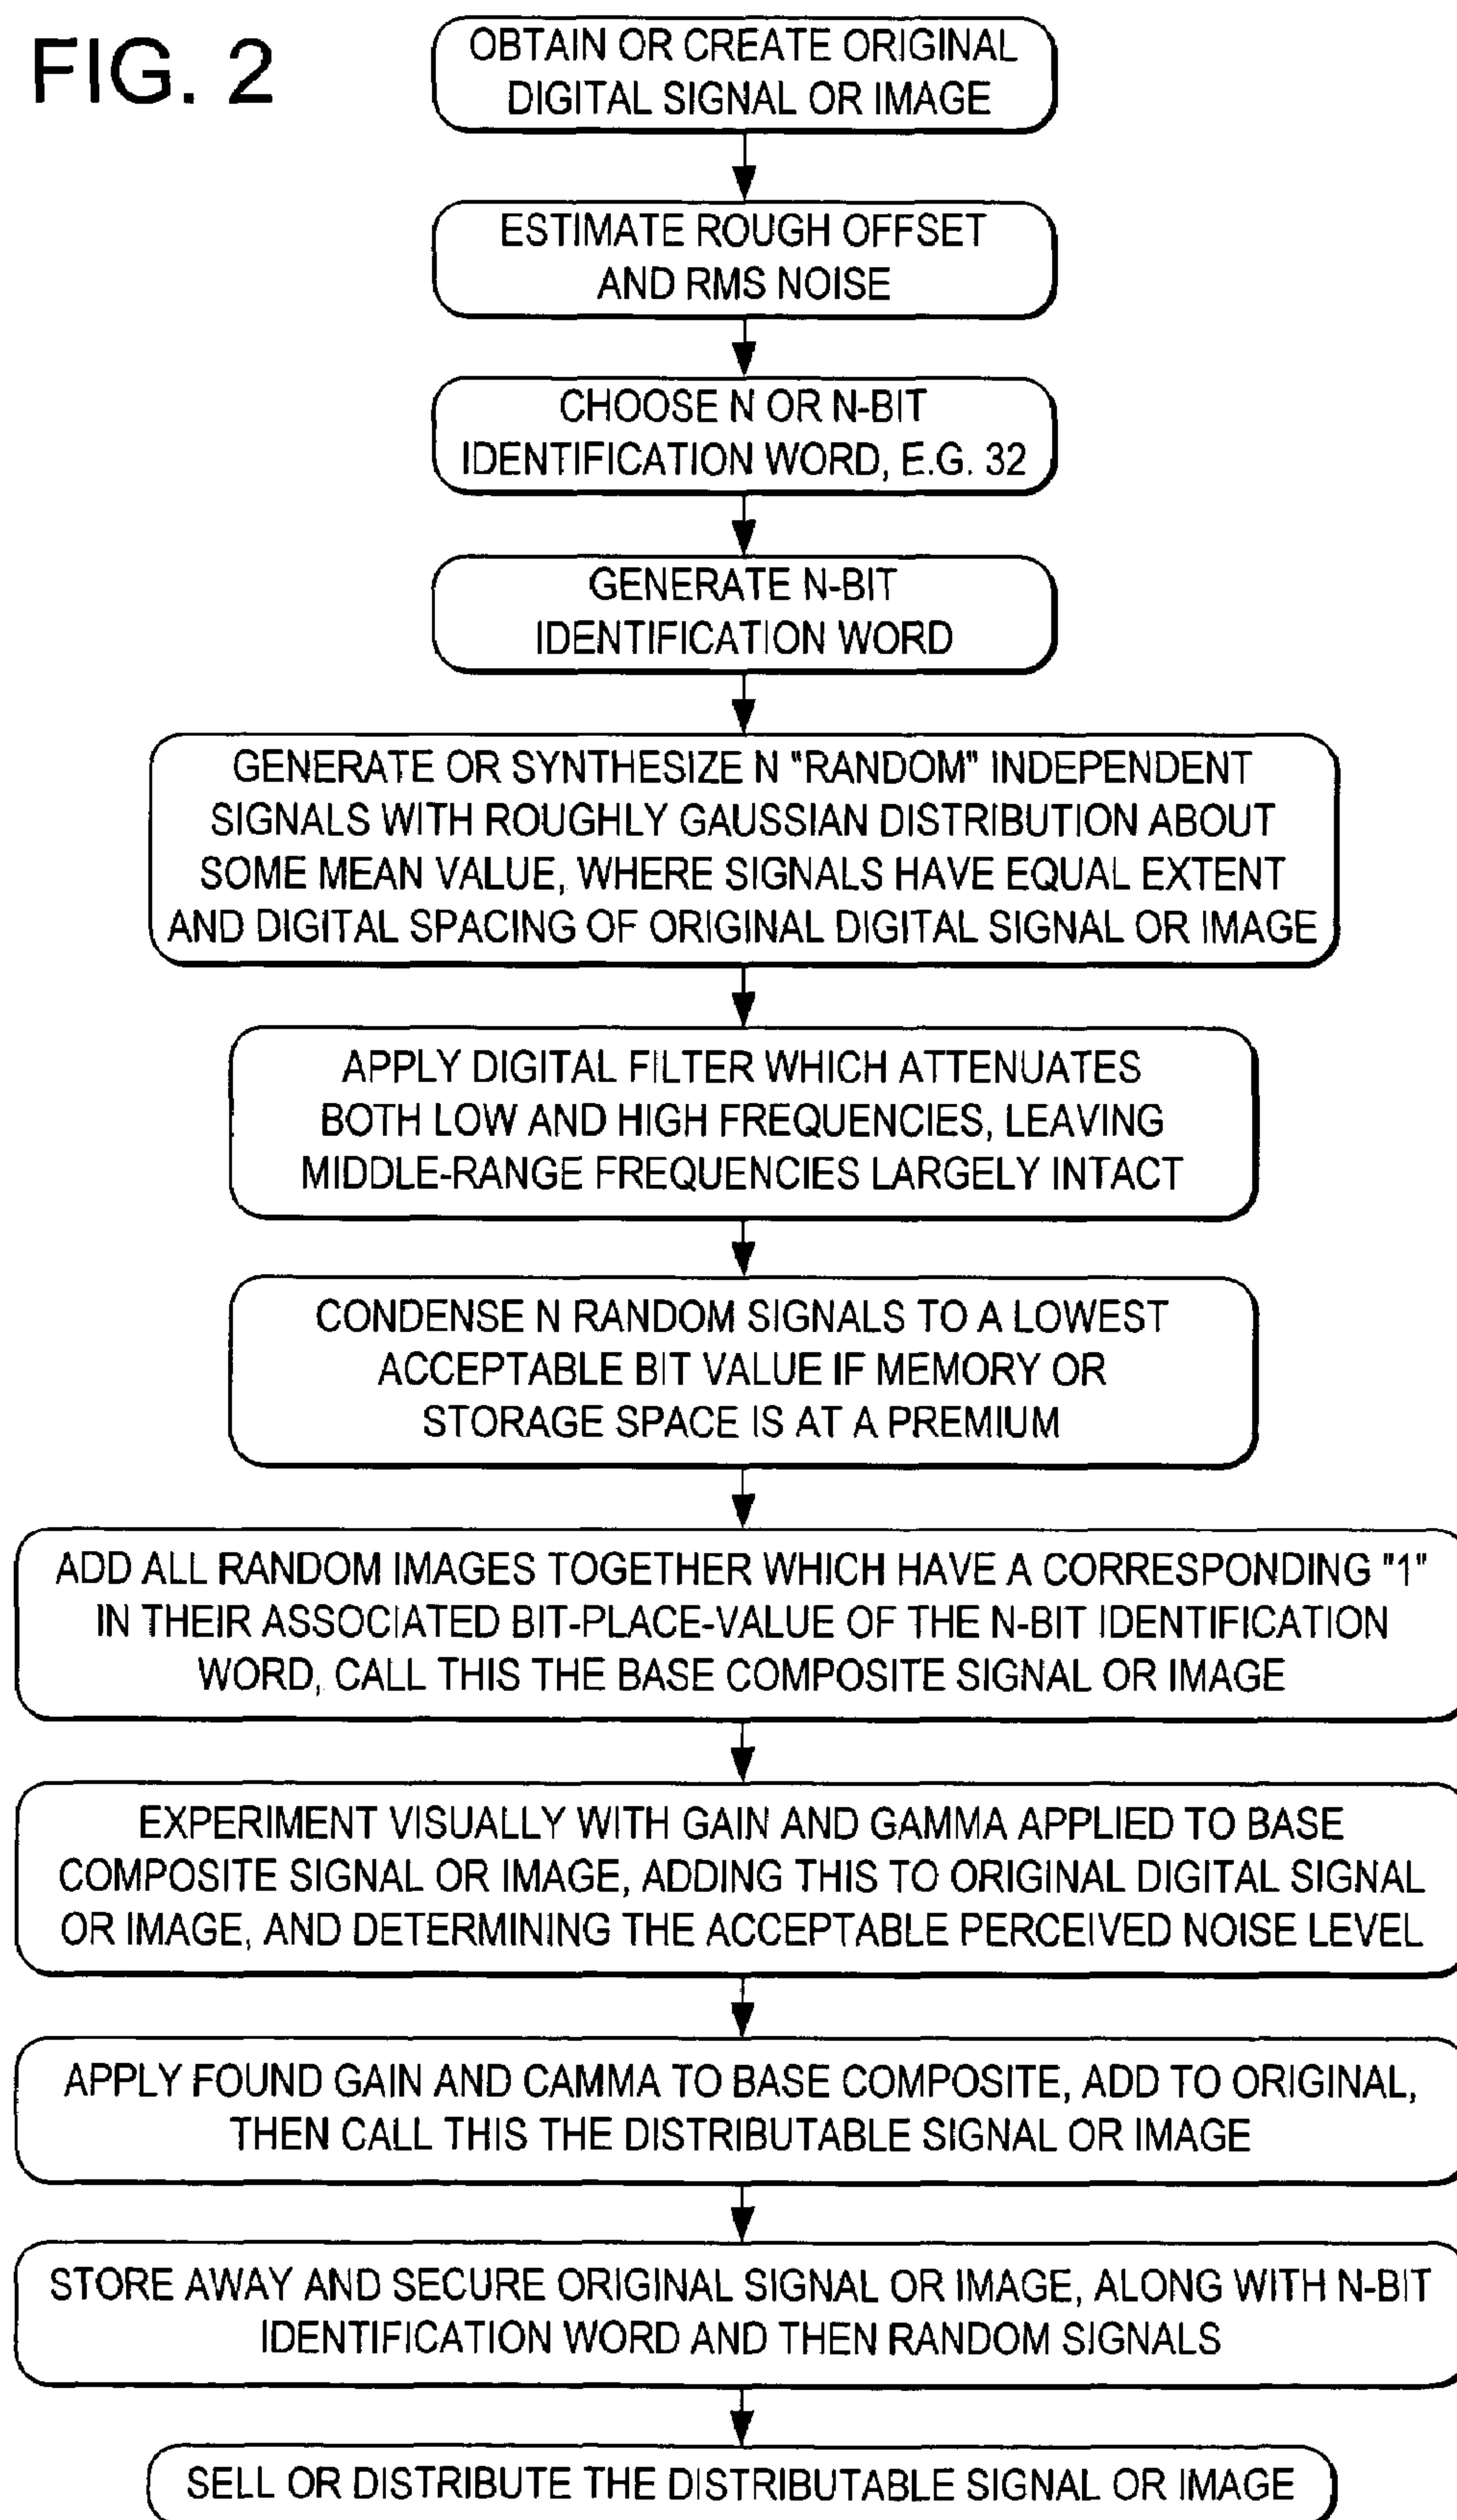 FIG. 2
OBTAIN OR CREATE ORIGINAL
DIGITAL SIGNAL OR IMAGE
ESTIMATE ROUGH OFFSET
AND RMS NOISE
CHOOSE N OR N-BIT
IDENTIFICATION WORD, E.G. 32
GENERATE N-BIT
IDENTIFICATION WORD
GENERATE OR SYNTHESIZE N "RANDOM" INDEPENDENT
SIGNALS WITH ROUGHLY GAUSSIAN DISTRIBUTION ABOUT
SOME MEAN VALUE, WHERE SIGNALS HAVE EQUAL EXTENT
AND DIGITAL SPACING OF ORIGINAL DIGITAL SIGNAL OR IMAGE
APPLY DIGITAL FILTER WHICH ATTENUATES
BOTH LOW AND HIGH FREQUENCIES, LEAVING
MIDDLE-RANGE FREQUENCIES LARGELY INTACT
CONDENSE N RANDOM SIGNALS TO A LOWEST
ACCEPTABLE BIT VALUE IF MEMORY OR
STORAGE SPACE IS AT A PREMIUM
ADD ALL RANDOM IMAGES TOGETHER WHICH HAVE A CORRESPONDING "1"
IN THEIR ASSOCIATED BIT-PLACE-VALUE OF THE N-BIT IDENTIFICATION
WORD, CALL THIS THE BASE COMPOSITE SIGNAL OR IMAGE
EXPERIMENT VISUALLY WITH GAIN AND GAMMA APPLIED TO BASE
COMPOSITE SIGNAL OR IMAGE, ADDING THIS TO ORIGINAL DIGITAL SIGNAL
OR IMAGE, AND DETERMINING THE ACCEPTABLE PERCEIVED NOISE LEVEL
APPLY FOUND GAIN AND CAMMA TO BASE COMPOSITE, ADD TO ORIGINAL,
THEN CALL THIS THE DISTRIBUTABLE SIGNAL OR IMAGE
STORE AWAY AND SECURE ORIGINAL SIGNAL OR IMAGE, ALONG WITH N-BIT
IDENTIFICATION WORD AND THEN RANDOM SIGNALS
SELL OR DISTRIBUTE THE DISTRIBUTABLE SIGNAL OR IMAGE